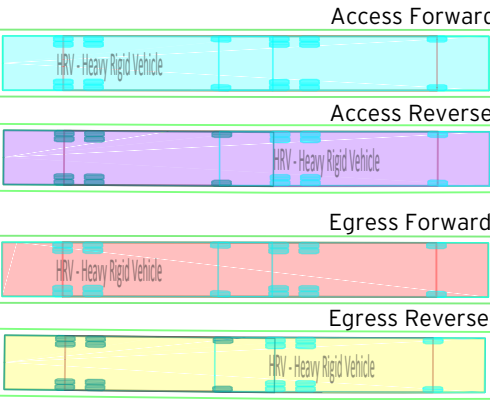 Access Forward
HRV - Heavy Rigid Vehicle
Access Reverse
HRV - Heavy Rigid Vehicle
Egress Forward
HRV - Heavy Rigid Vehicle
Egress Reverse
HRV - Heavy Rigid Vehicle